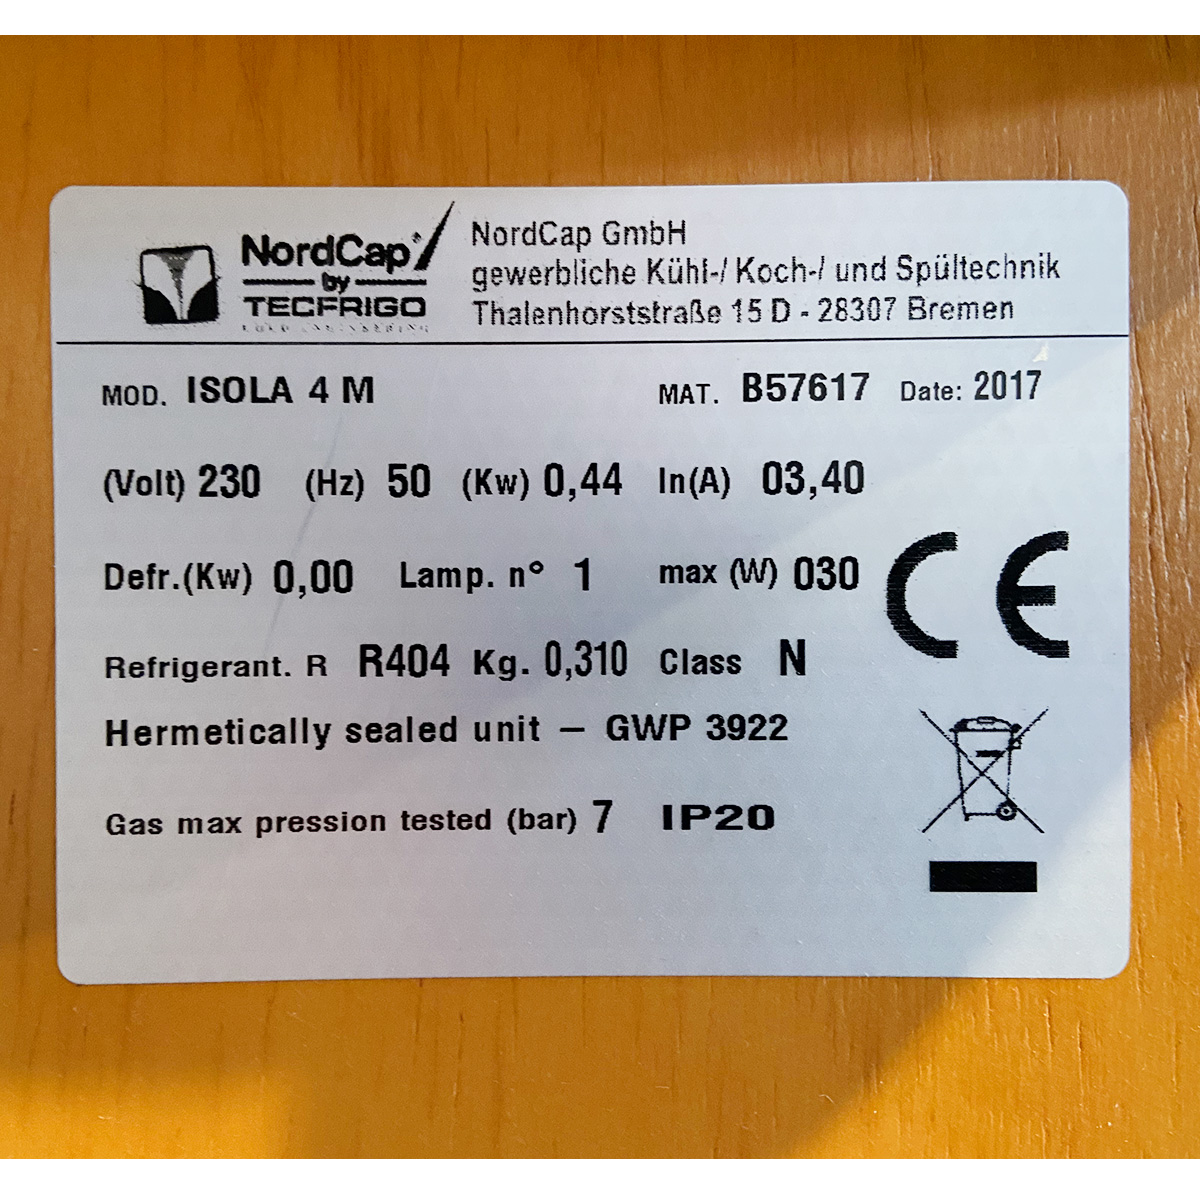 NordCap
by
TECFRIGO
NordCap GmbH
gewerbliche Kühl-/ Koch-/ und Spültechnik
Thalenhorststraße 15 D - 28307 Bremen
MOD. ISOLA 4 M MAT. B57617 Date: 2017
(Volt) 230 (Hz) 50 (Kw) 0,44 In(A) 03,40
Defr.(Kw) 0,00 Lamp. n° 1 max (W) 030
Refrigerant. R R404 Kg. 0,310 Class N
Hermetically sealed unit – GWP 3922
Gas max pression tested (bar) 7 IP20
CE